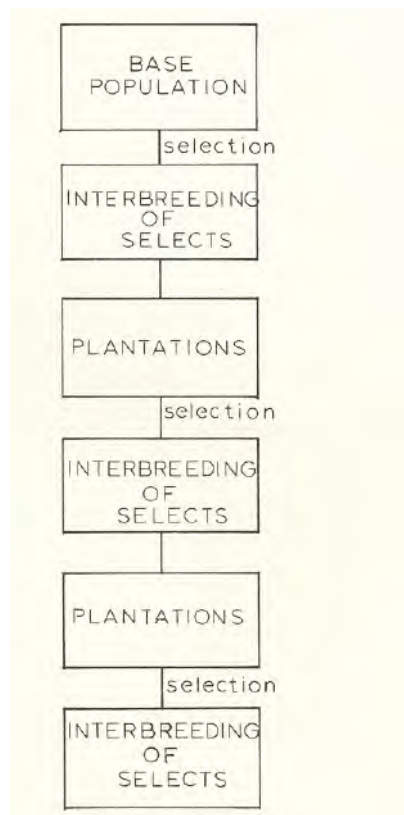 BASE
POPULATION
selection
INTERBREEDING
OF
SELECTS
PLANTATIONS
selection
INTERBREEDING
OF
SELECTS
PLANTATIONS
selection
INTERBREEDING
OF
SELECTS